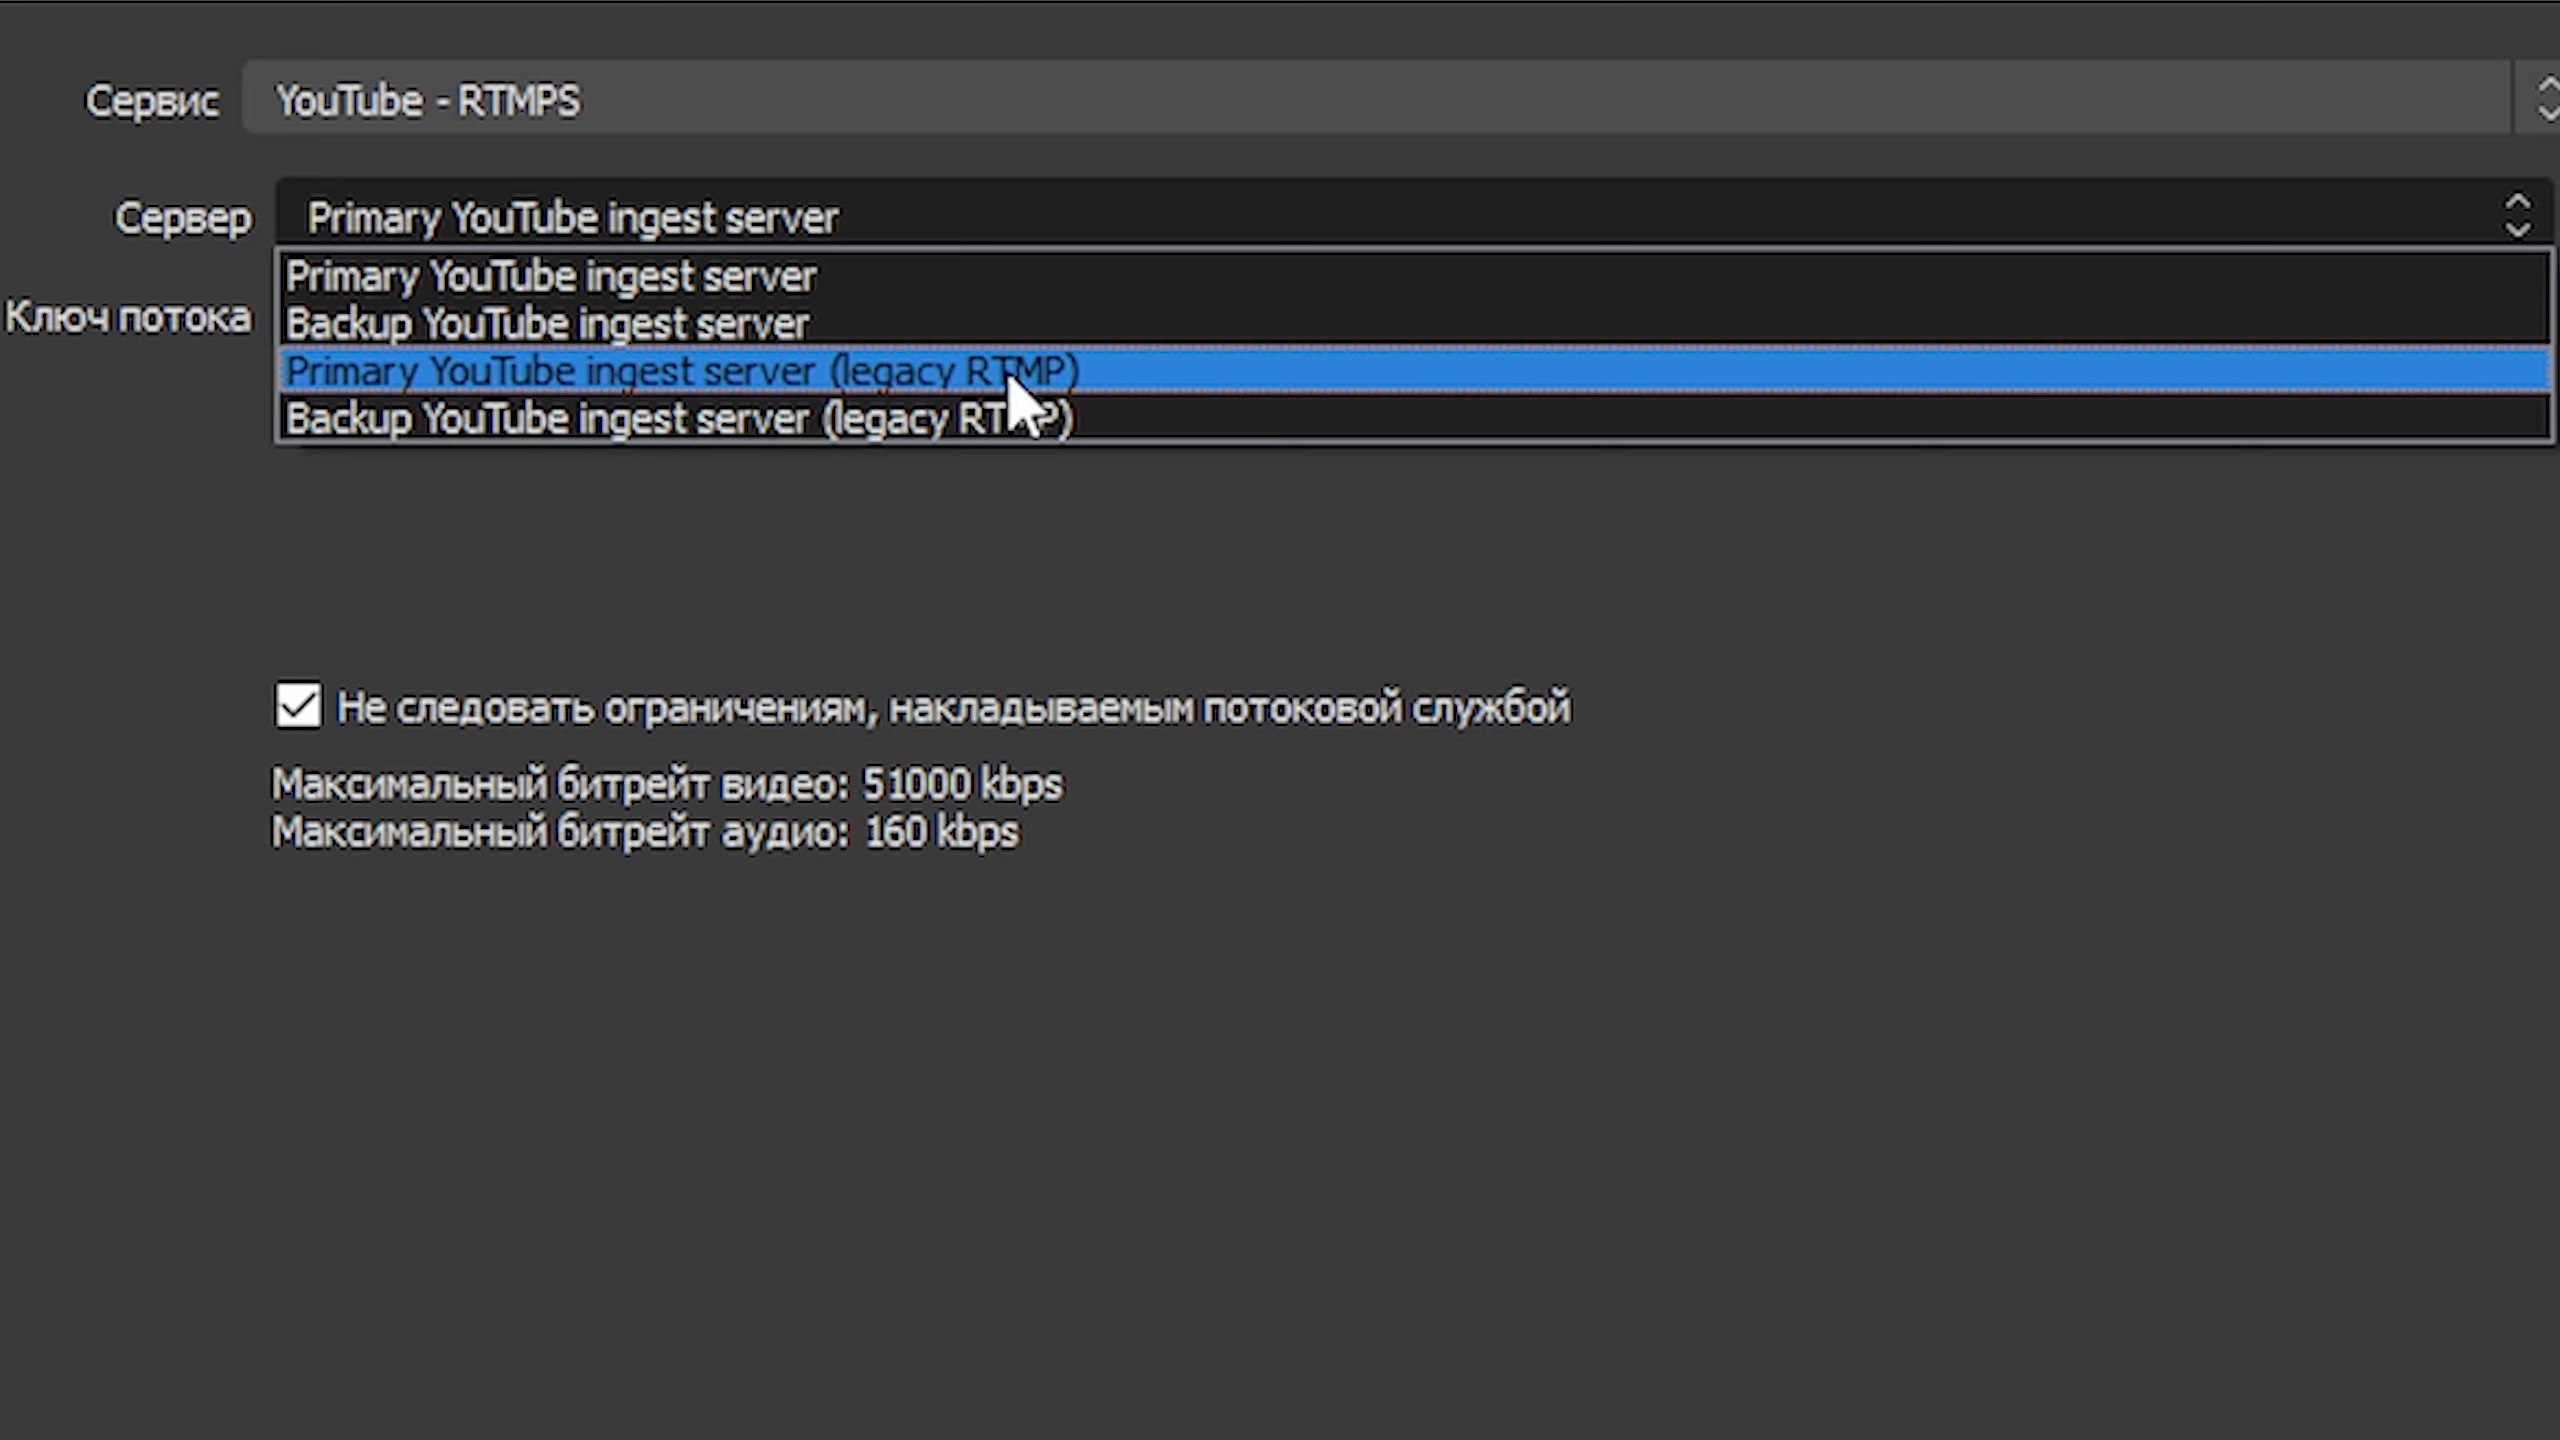 Сервис YouTube - RTMPS
Сервер Primary YouTube ingest server
Primary YouTube ingest server
Ключ потока
Backup YouTube ingest server
Primary YouTube ingest server (legacy RTMP)
Backup YouTube ingest server (legacy RTMP)
Не следовать ограничениям, накладываемым потоковой службой
Максимальный битрейт видео: 51000 kbps
Максимальный битрейт аудио: 160 kbps